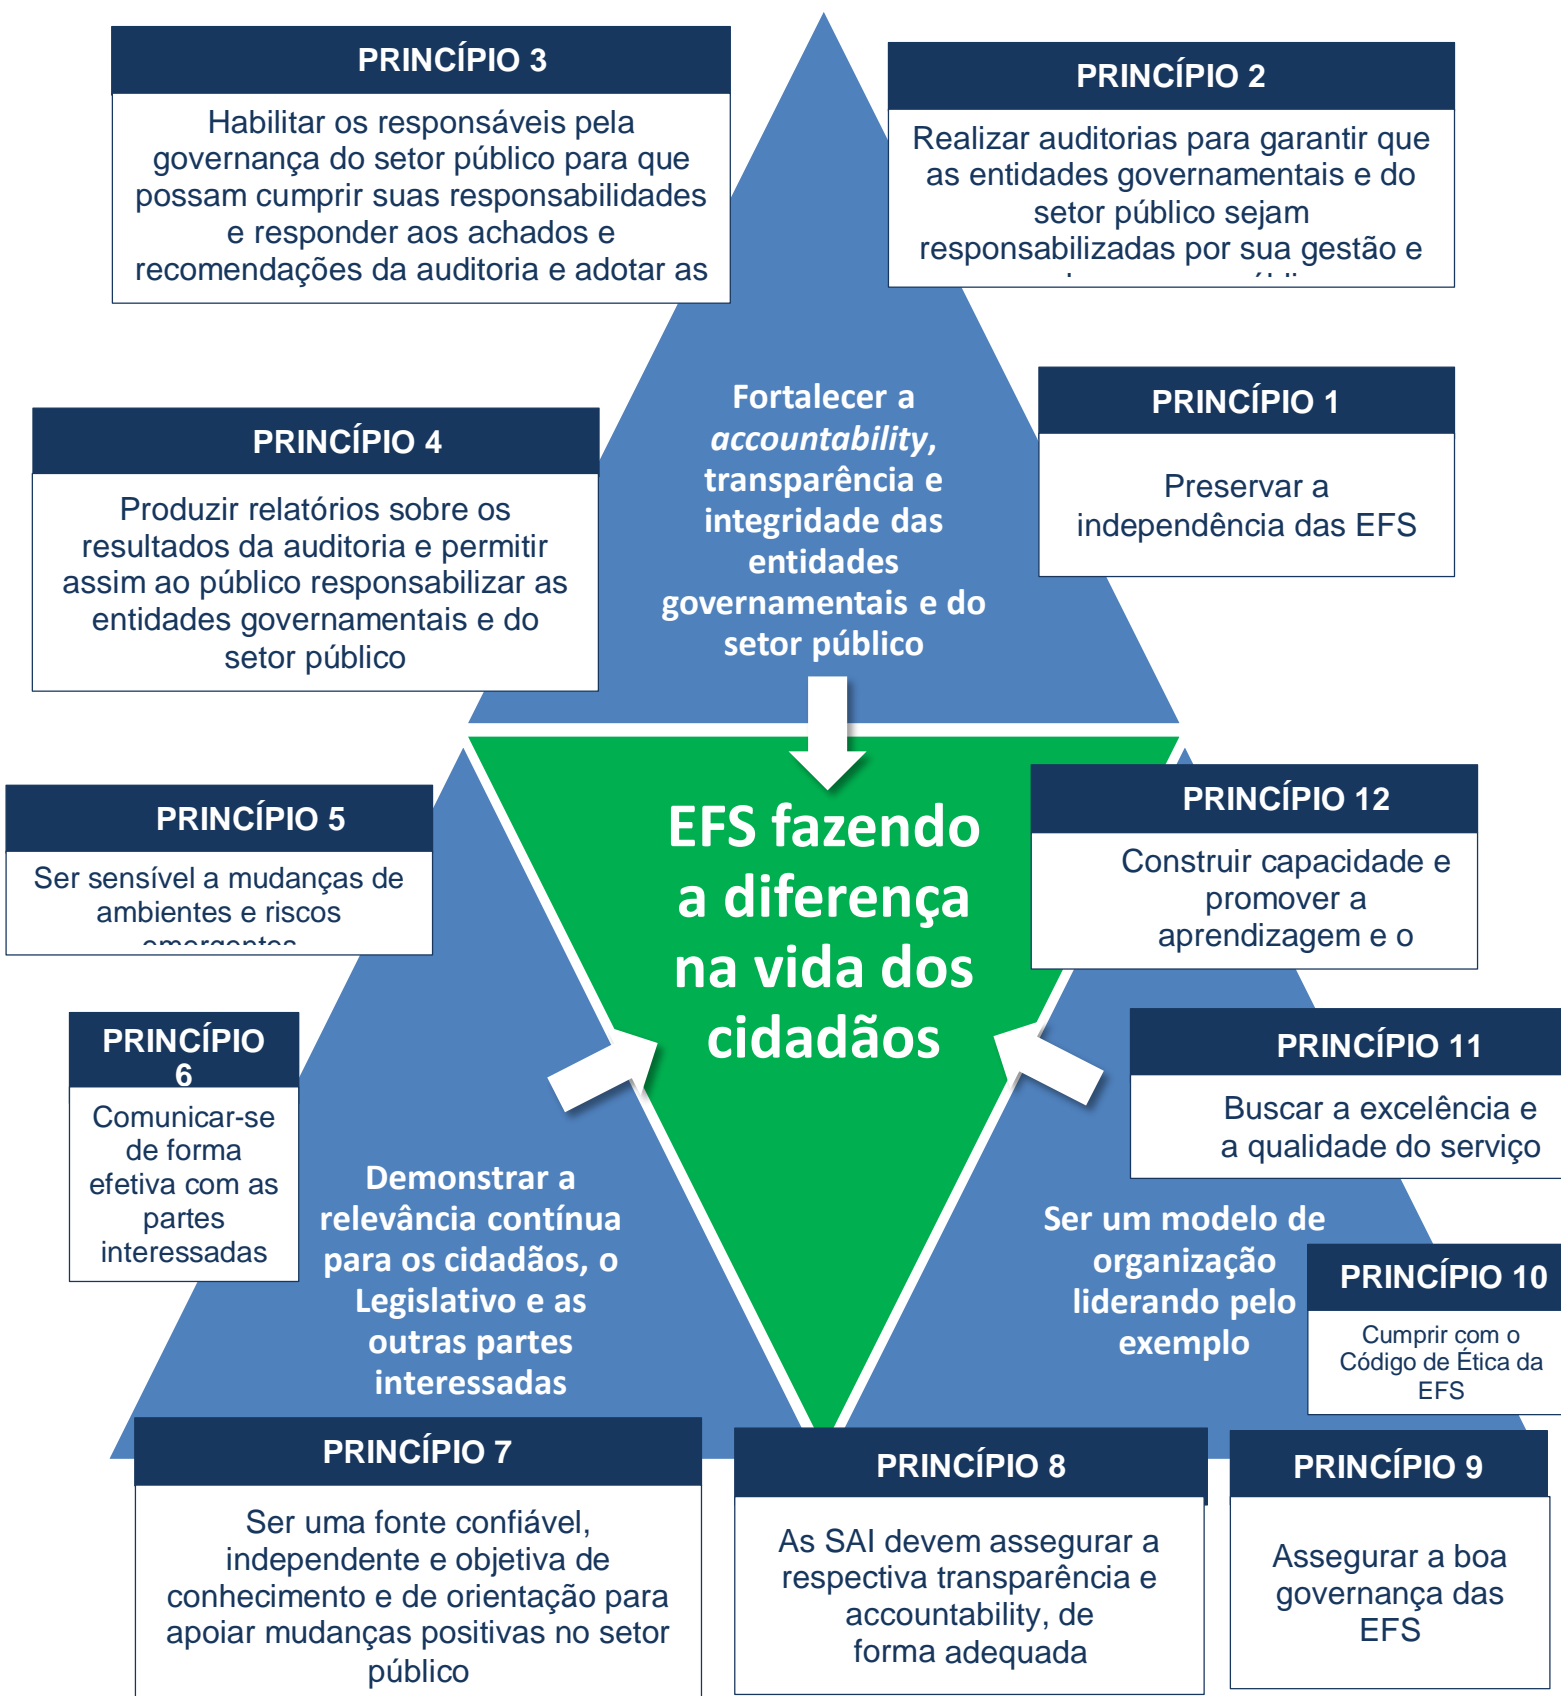 PRINCÍPIO 3
Habilitar os responsáveis pela
governança do setor público para que
possam cumprir suas responsabilidades
e responder aos achados e
recomendações da auditoria e adotar as
PRINCÍPIO 2
Realizar auditorias para garantir que
as entidades governamentais e do
setor público sejam
responsabilizadas por sua gestão e
PRINCÍPIO 4
Produzir relatórios sobre os
resultados da auditoria e permitir
assim ao público responsabilizar as
entidades governamentais e do
setor público
Fortalecer a
accountability,
transparência e
integridade das
entidades
governamentais e do
setor público
PRINCÍPIO 1
Preservar a
independência das EFS
PRINCÍPIO 5
Ser sensível a mudanças de
ambientes e riscos
emergentes
EFS fazendo
a diferença
na vida dos
cidadãos
PRINCÍPIO 12
Construir capacidade e
promover a
aprendizagem e o
PRINCÍPIO
6
Comunicar-se
de forma
efetiva com as
partes
interessadas
PRINCÍPIO 11
Buscar a excelência e
a qualidade do serviço
Demonstrar a
relevância contínua
para os cidadãos, o
Legislativo e as
outras partes
interessadas
Ser um modelo de
organização
liderando pelo
exemplo
PRINCÍPIO 10
Cumprir com o
Código de Ética da
EFS
PRINCÍPIO 7
Ser uma fonte confiável,
independente e objetiva de
conhecimento e de orientação para
apoiar mudanças positivas no setor
público
PRINCÍPIO 8
As SAI devem assegurar a
respectiva transparência e
accountability, de
forma adequada
PRINCÍPIO 9
Assegurar a boa
governança das
EFS